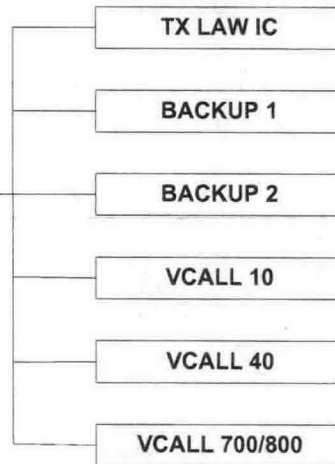 TX LAW IC
BACKUP 1
BACKUP 2
VCALL 10
VCALL 40
VCALL 700/800